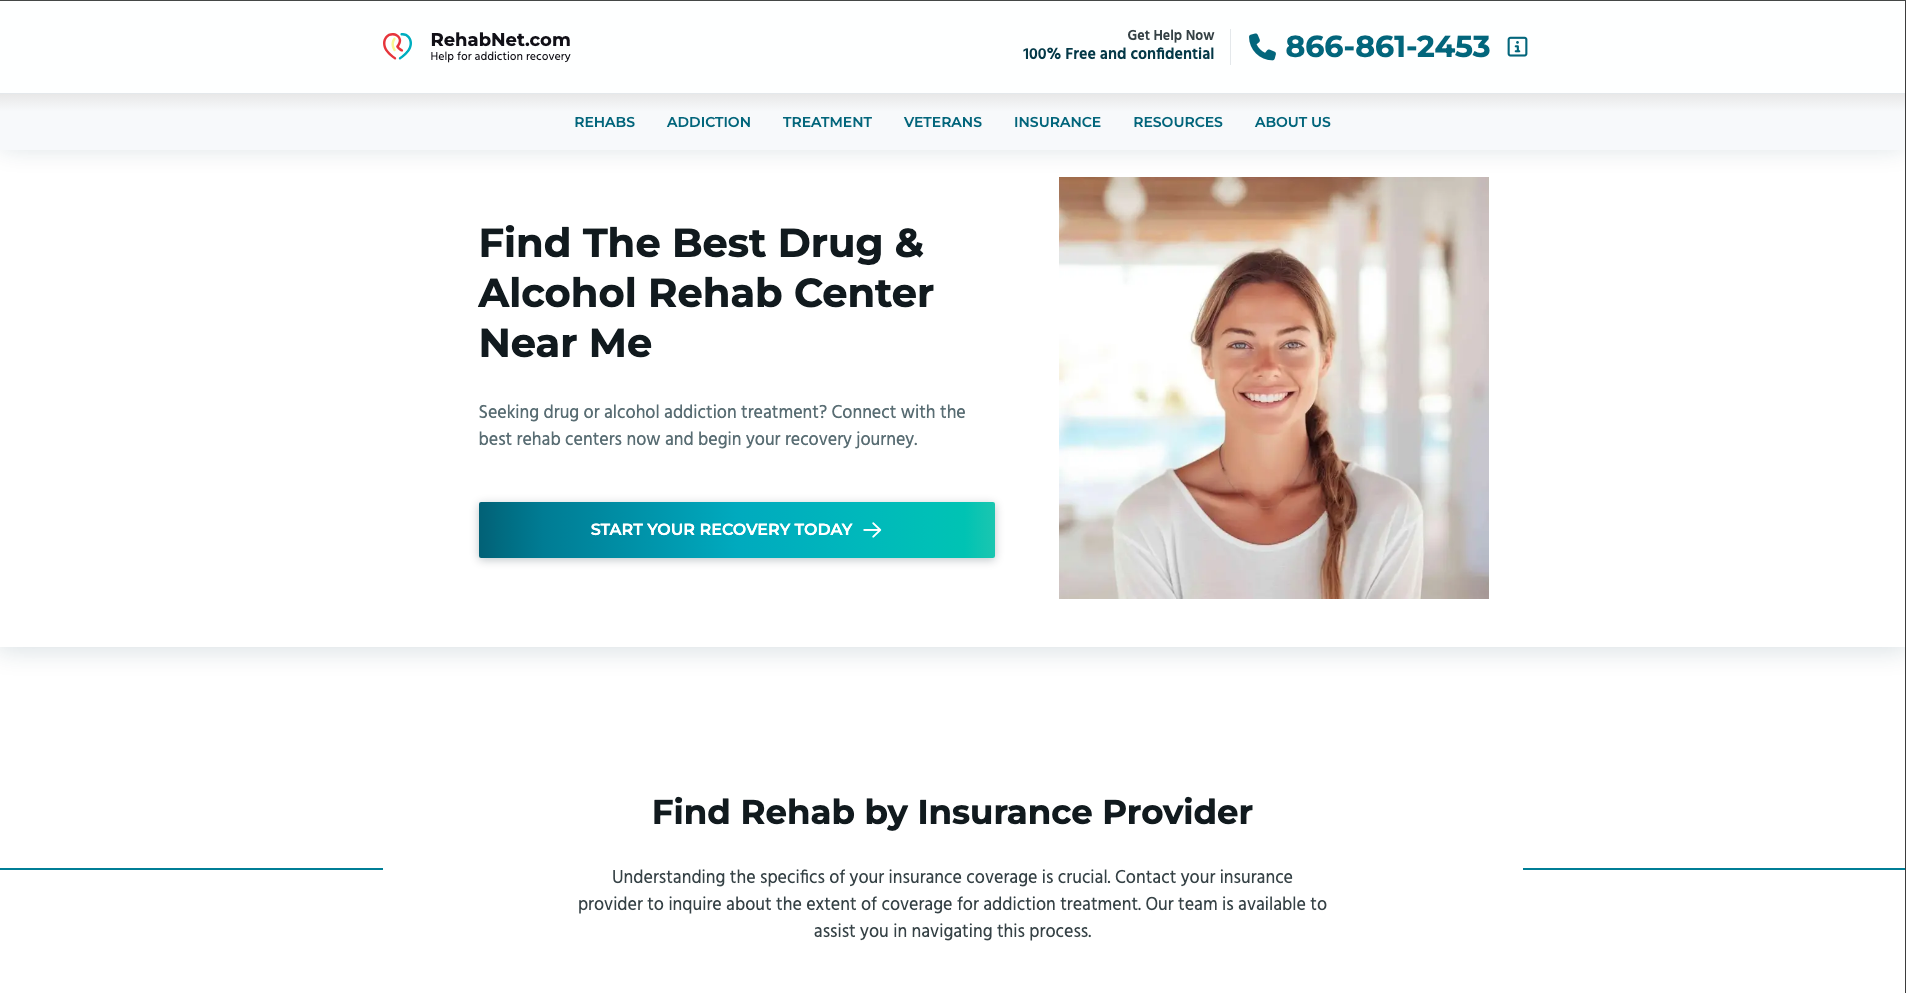 RehabNet.com
Help for addiction recovery
Get Help Now
100% Free and confidential
866-861-2453
REHABS ADDICTION TREATMENT VETERANS INSURANCE RESOURCES ABOUT US
Find The Best Drug &
Alcohol Rehab Center
Near Me
Seeking drug or alcohol addiction treatment? Connect with the
best rehab centers now and begin your recovery journey.
START YOUR RECOVERY TODAY
Find Rehab by Insurance Provider
Understanding the specifics of your insurance coverage is crucial. Contact your insurance
provider to inquire about the extent of coverage for addiction treatment. Our team is available to
assist you in navigating this process.